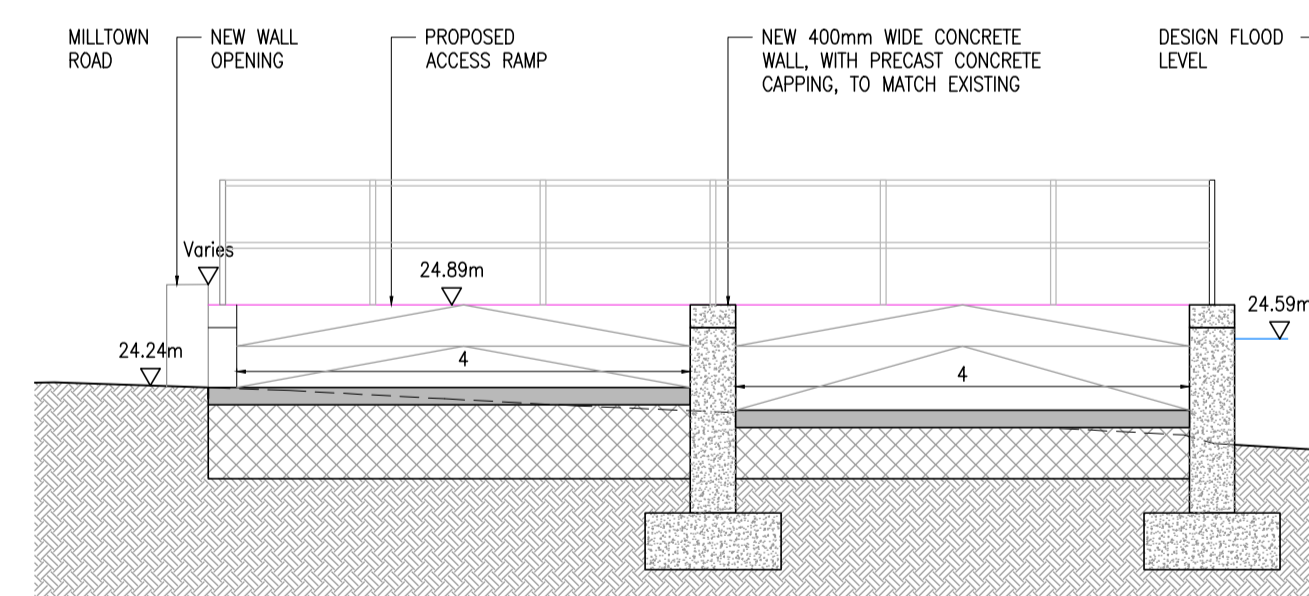 MILLTOWN
ROAD
NEW WALL
OPENING
PROPOSED
ACCESS RAMP
NEW 400mm WIDE CONCRETE
WALL, WITH PRECAST CONCRETE
CAPPING, TO MATCH EXISTING
DESIGN FLOOD
LEVEL
Varies
24.89m
24.59m
24.24m
4
4